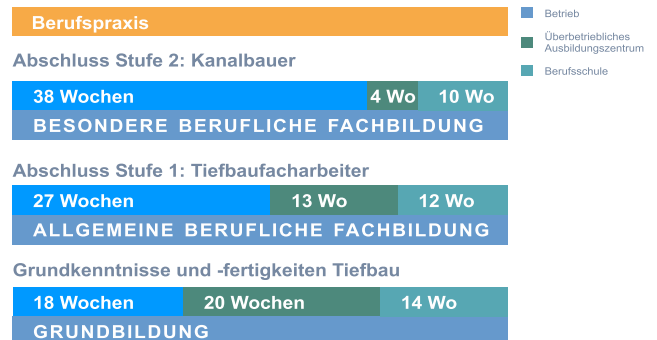 Berufspraxis
Betrieb
Überbetriebliches
Ausbildungszentrum
Berufsschule
Abschluss Stufe 2: Kanalbauer
38 Wochen 4 Wo 10 Wo
BESONDERE BERUFLICHE FACHBILDUNG
Abschluss Stufe 1: Tiefbaufacharbeiter
27 Wochen 13 Wo 12 Wo
ALLGEMEINE BERUFLICHE FACHBILDUNG
Grundkenntnisse und -fertigkeiten Tiefbau
18 Wochen 20 Wochen 14 Wo
GRUNDBILDUNG